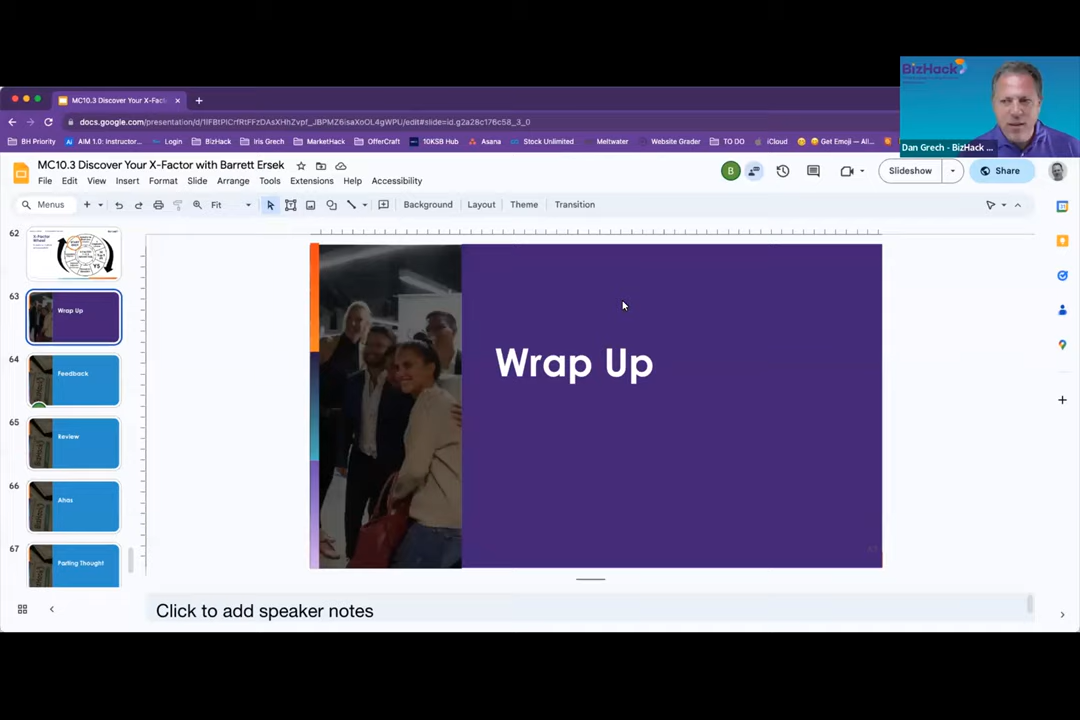 BizHack
Dan Grech - BizHack ...
MC10.3 Discover Your X-Fact
docs.google.com/presentation/d/1lFBtPlCrfRtFFzDAsXHhZvpf_JBPMZ6isaXoOL4gWPU/edit#slide=id.g2a28c176c58_3_0
BH Priority
AIM 1.0: Instructor...
Login
BizHack
Iris Grech
MarketHack
OfferCraft
10KSB Hub
Asana
Stock Unlimited
Meltwater
Website Grader
TO DO
iCloud
Get Emoji — All...
MC10.3 Discover Your X-Factor with Barrett Ersek
File Edit View Insert Format Slide Arrange Tools Extensions Help Accessibility
B
Slideshow
Share
Menus
Fit
Background
Layout
Theme
Transition
62
X-Factor
Wheel
63
Wrap Up
64
Feedback
65
Review
66
Ahas
67
Parting Thought
Wrap Up
Click to add speaker notes